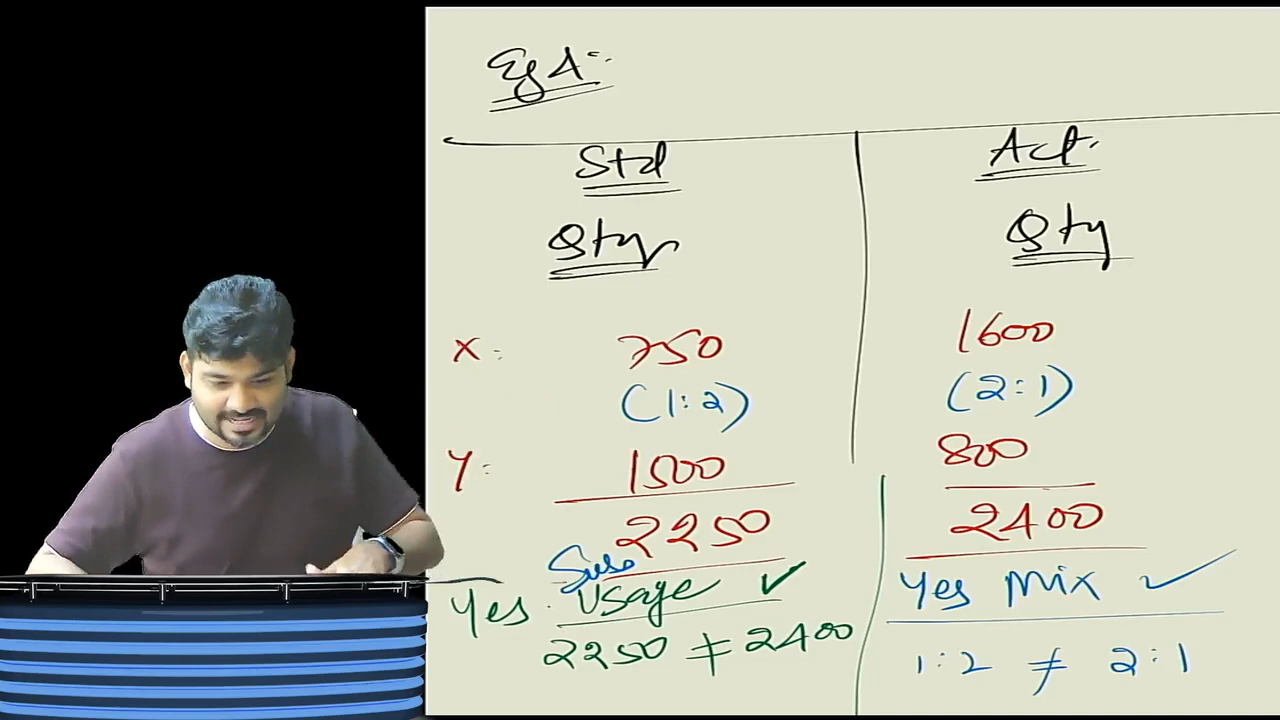 Eg 4:-
Std
Act.
Qty
Qty
X: 750 1600
(1:2) (2:1)
Y: 1500 800
2250 2400
Yes. Usage ✓
2250 ≠ 2400
Yes Mix ✓
1:2 ≠ 2:1